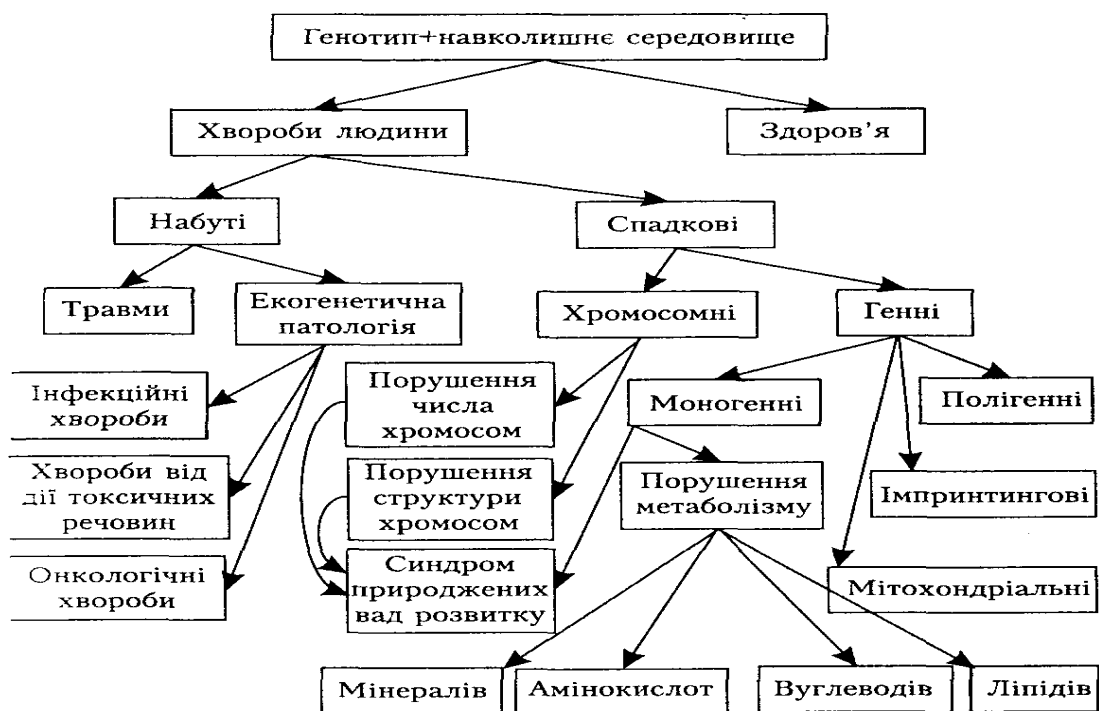 Генотип+навколишнє середовище
Хвороби людини
Здоров'я
Набуті
Спадкові
Травми
Екогенетична
патологія
Хромосомні
Генні
Інфекційні
хвороби
Порушення
числа
хромосом
Моногенні
Полігенні
Хвороби від
дії токсичних
речовин
Порушення
структури
хромосом
Порушення
метаболізму
Імпринтингові
Онкологічні
хвороби
Синдром
природжених
вад розвитку
Мітохондріальні
Мінералів
Амінокислот
Вуглеводів
Ліпідів